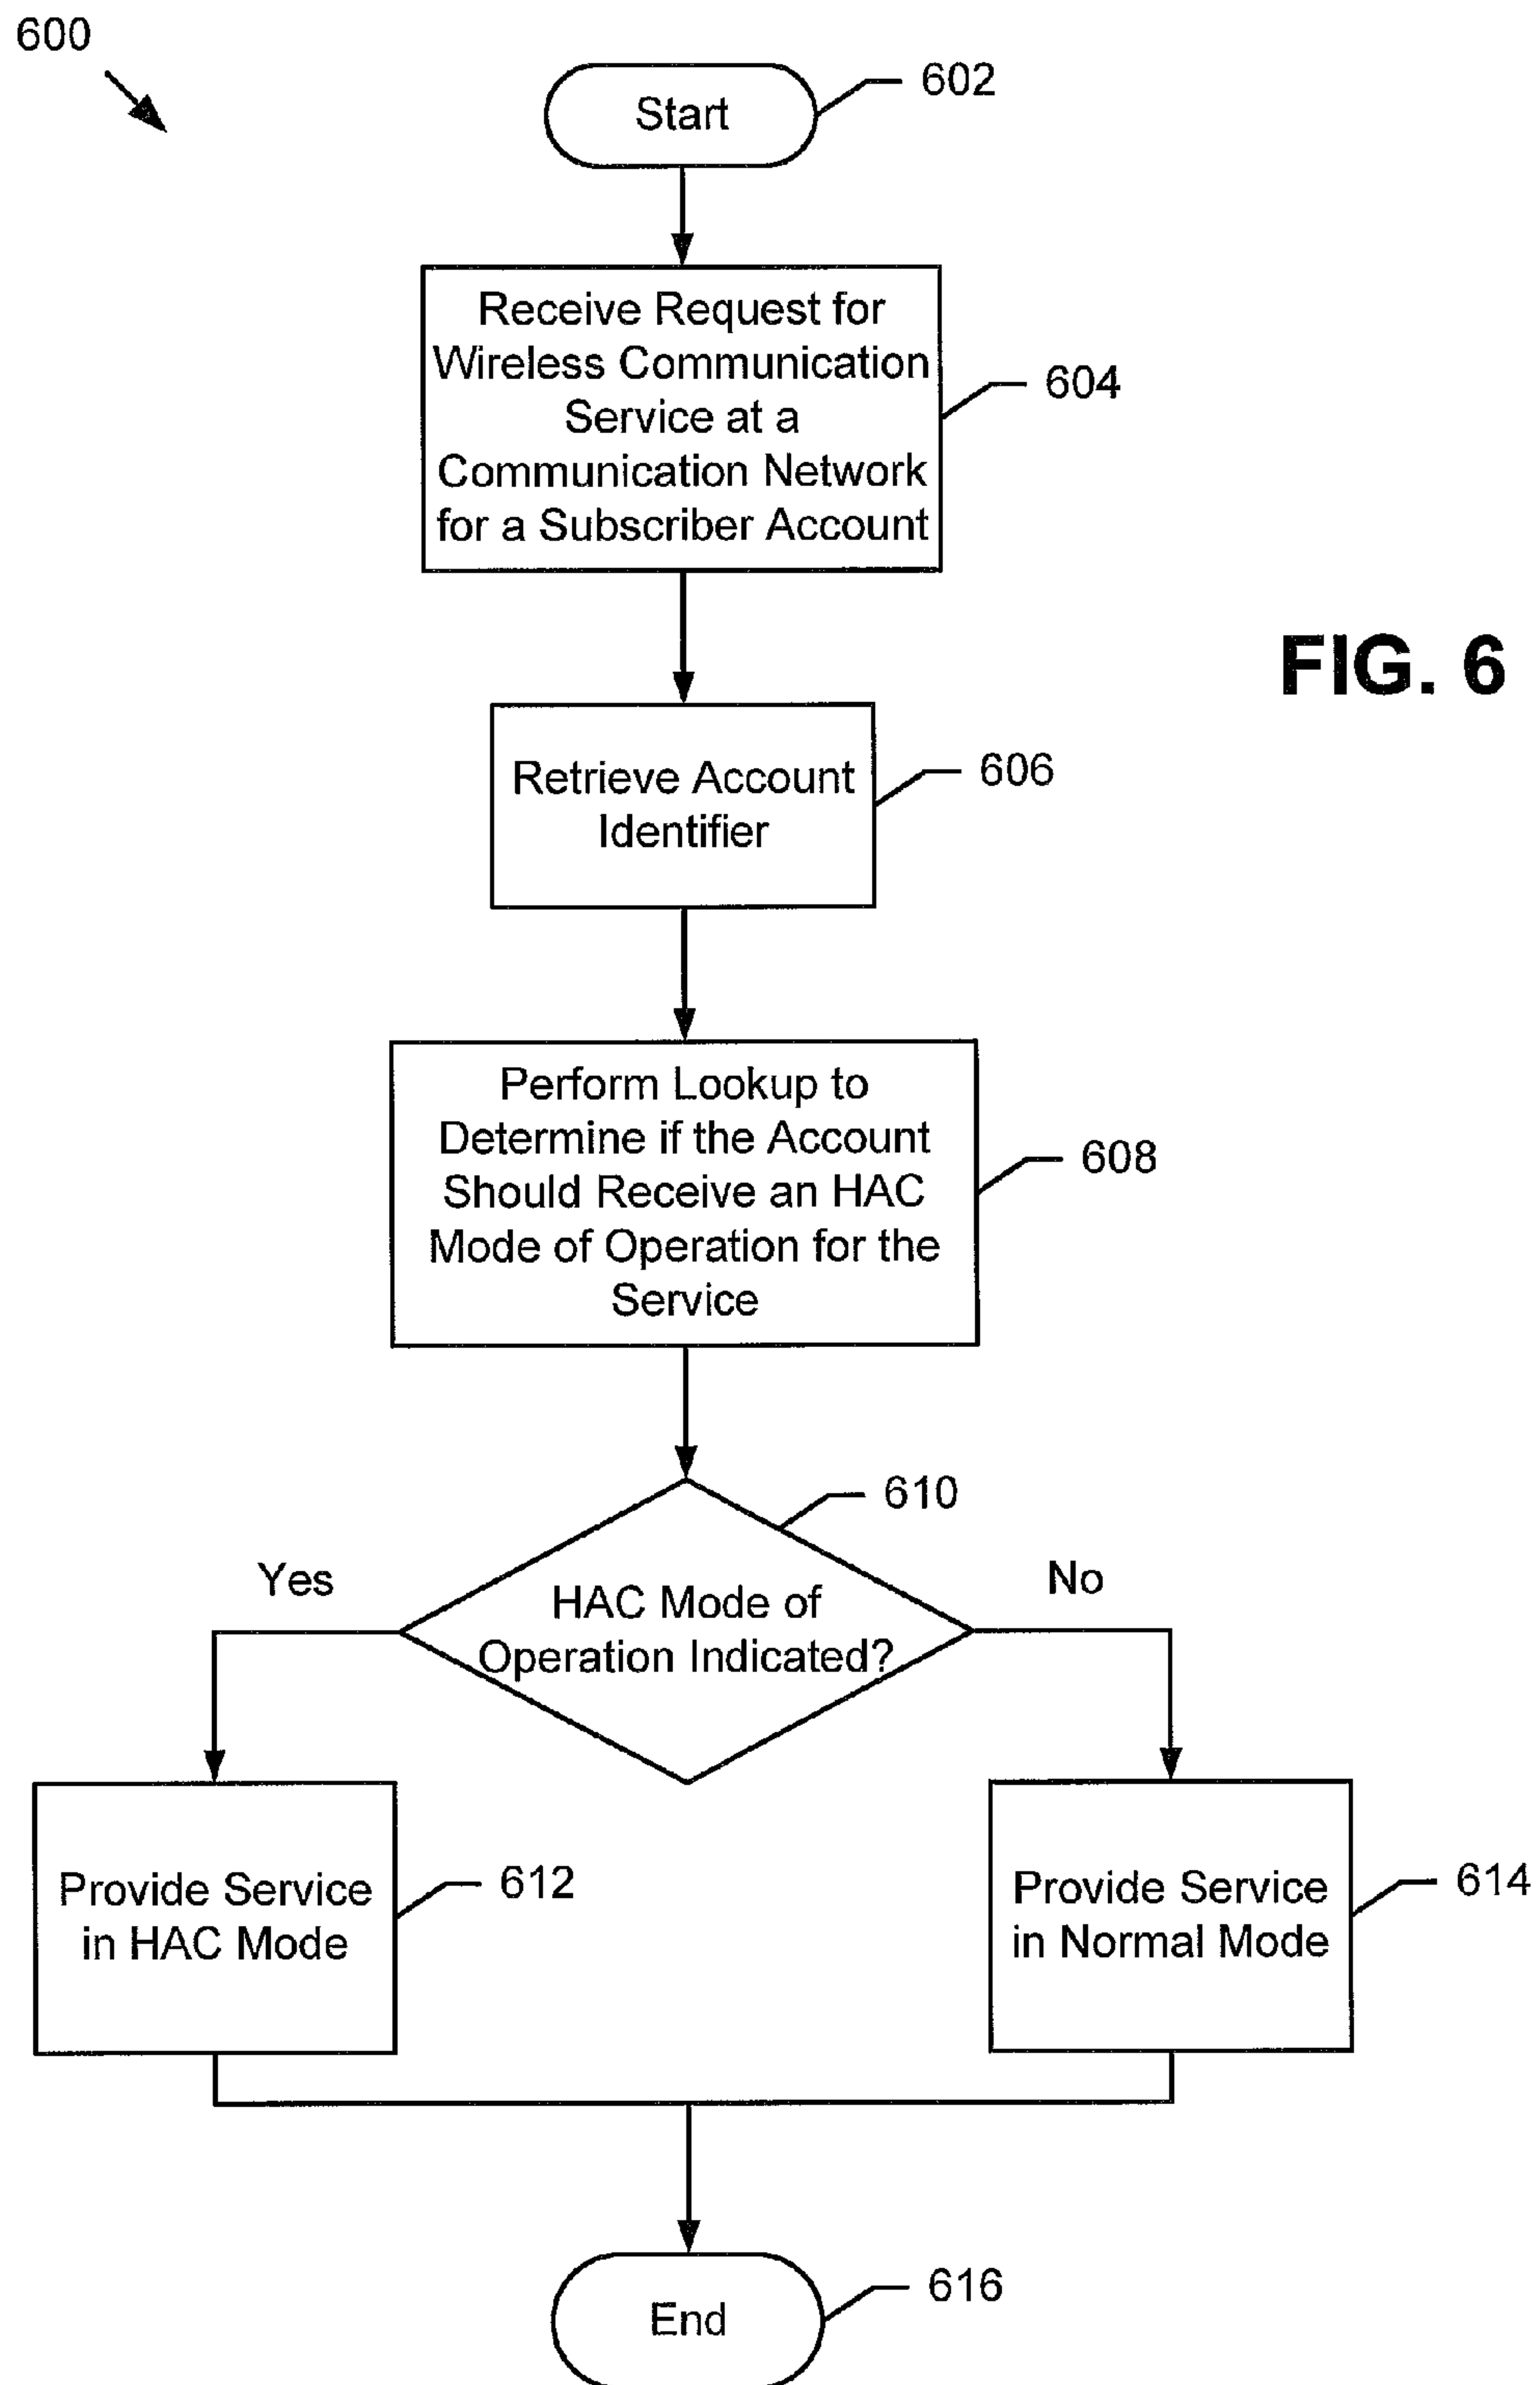 600
Start
602
Receive Request for
Wireless Communication
Service at a
Communication Network
for a Subscriber Account
604
FIG. 6
Retrieve Account
Identifier
606
Perform Lookup to
Determine if the Account
Should Receive an HAC
Mode of Operation for the
Service
608
610
Yes
No
HAC Mode of
Operation Indicated?
Provide Service
in HAC Mode
612
Provide Service
in Normal Mode
614
End
616